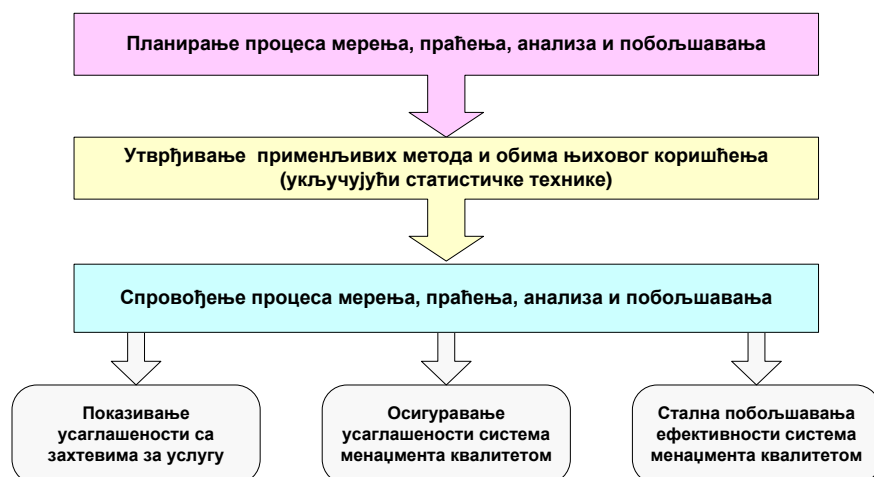 Планирање процеса мерења, праћења, анализа и побољшавања
Утврђивање применљивих метода и обима њиховог коришћења
(укључујући статистичке технике)
Спровођење процеса мерења, праћења, анализа и побољшавања
Показивање
усаглашености са
захтевима за услугу
Осигуравање
усаглашености система
менаџмента квалитетом
Стална побољшавања
ефективности система
менаџмента квалитетом